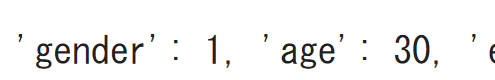 'gender': 1, 'age': 30, '